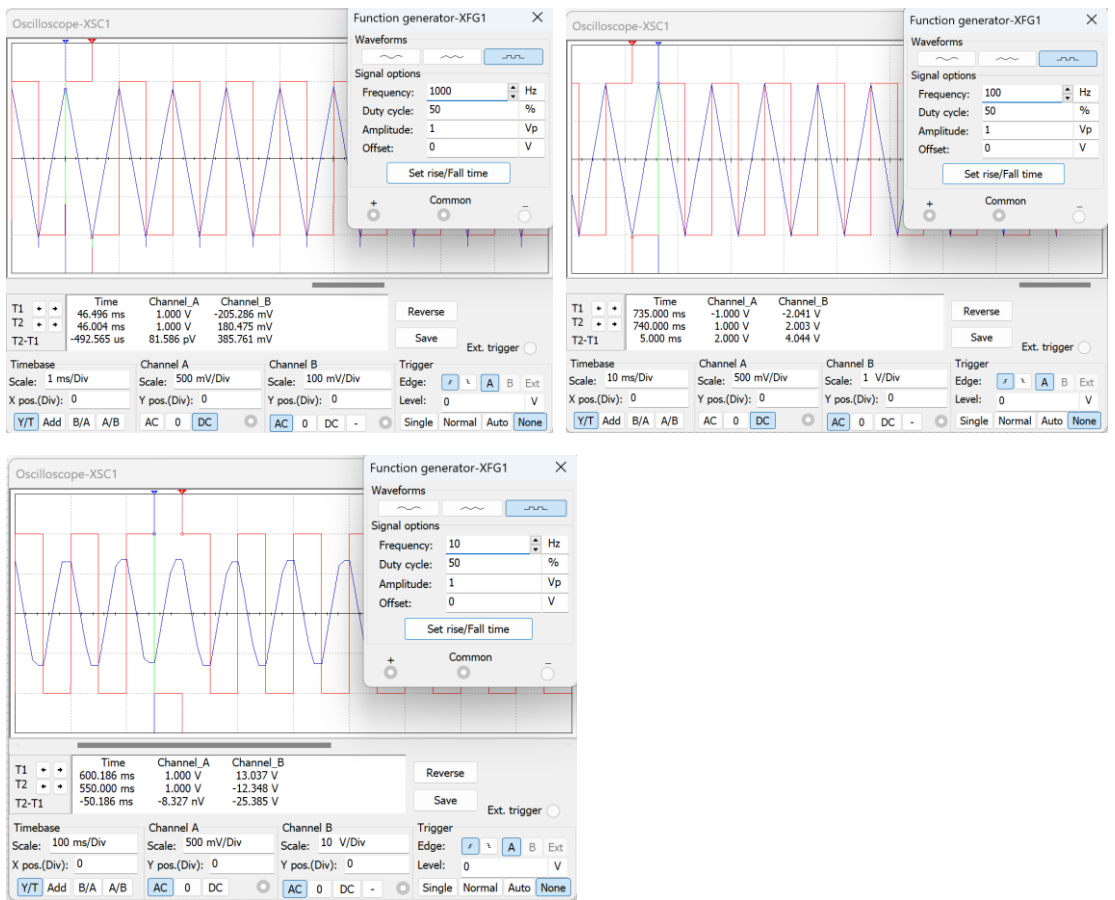 Oscilloscope-XSC1
Function generator-XFG1
Waveforms
Signal options
Frequency: 1000 Hz
Duty cycle: 50 %
Amplitude: 1 Vp
Offset: 0 V
Set rise/Fall time
+ Common −
Time Channel_A Channel_B
T1 46.496 ms 1.000 V -205.286 mV
T2 46.004 ms 1.000 V 180.475 mV
T2-T1 -492.565 us 81.586 pV 385.761 mV
Reverse
Save
Ext. trigger
Timebase Channel A Channel B Trigger
Scale: 1 ms/Div Scale: 500 mV/Div Scale: 100 mV/Div Edge: A B Ext
X pos.(Div): 0 Y pos.(Div): 0 Y pos.(Div): 0 Level: 0 V
Y/T Add B/A A/B AC 0 DC AC 0 DC - Single Normal Auto None
Oscilloscope-XSC1
Function generator-XFG1
Waveforms
Signal options
Frequency: 100 Hz
Duty cycle: 50 %
Amplitude: 1 Vp
Offset: 0 V
Set rise/Fall time
+ Common −
Time Channel_A Channel_B
T1 735.000 ms -1.000 V -2.041 V
T2 740.000 ms 1.000 V 2.003 V
T2-T1 5.000 ms 2.000 V 4.044 V
Reverse
Save
Ext. trigger
Timebase Channel A Channel B Trigger
Scale: 10 ms/Div Scale: 500 mV/Div Scale: 1 V/Div Edge: A B Ext
X pos.(Div): 0 Y pos.(Div): 0 Y pos.(Div): 0 Level: 0 V
Y/T Add B/A A/B AC 0 DC AC 0 DC - Single Normal Auto None
Oscilloscope-XSC1
Function generator-XFG1
Waveforms
Signal options
Frequency: 10 Hz
Duty cycle: 50 %
Amplitude: 1 Vp
Offset: 0 V
Set rise/Fall time
+ Common −
Time Channel_A Channel_B
T1 600.186 ms 1.000 V 13.037 V
T2 550.000 ms 1.000 V -12.348 V
T2-T1 -50.186 ms -8.327 nV -25.385 V
Reverse
Save
Ext. trigger
Timebase Channel A Channel B Trigger
Scale: 100 ms/Div Scale: 500 mV/Div Scale: 10 V/Div Edge: A B Ext
X pos.(Div): 0 Y pos.(Div): 0 Y pos.(Div): 0 Level: 0 V
Y/T Add B/A A/B AC 0 DC AC 0 DC - Single Normal Auto None